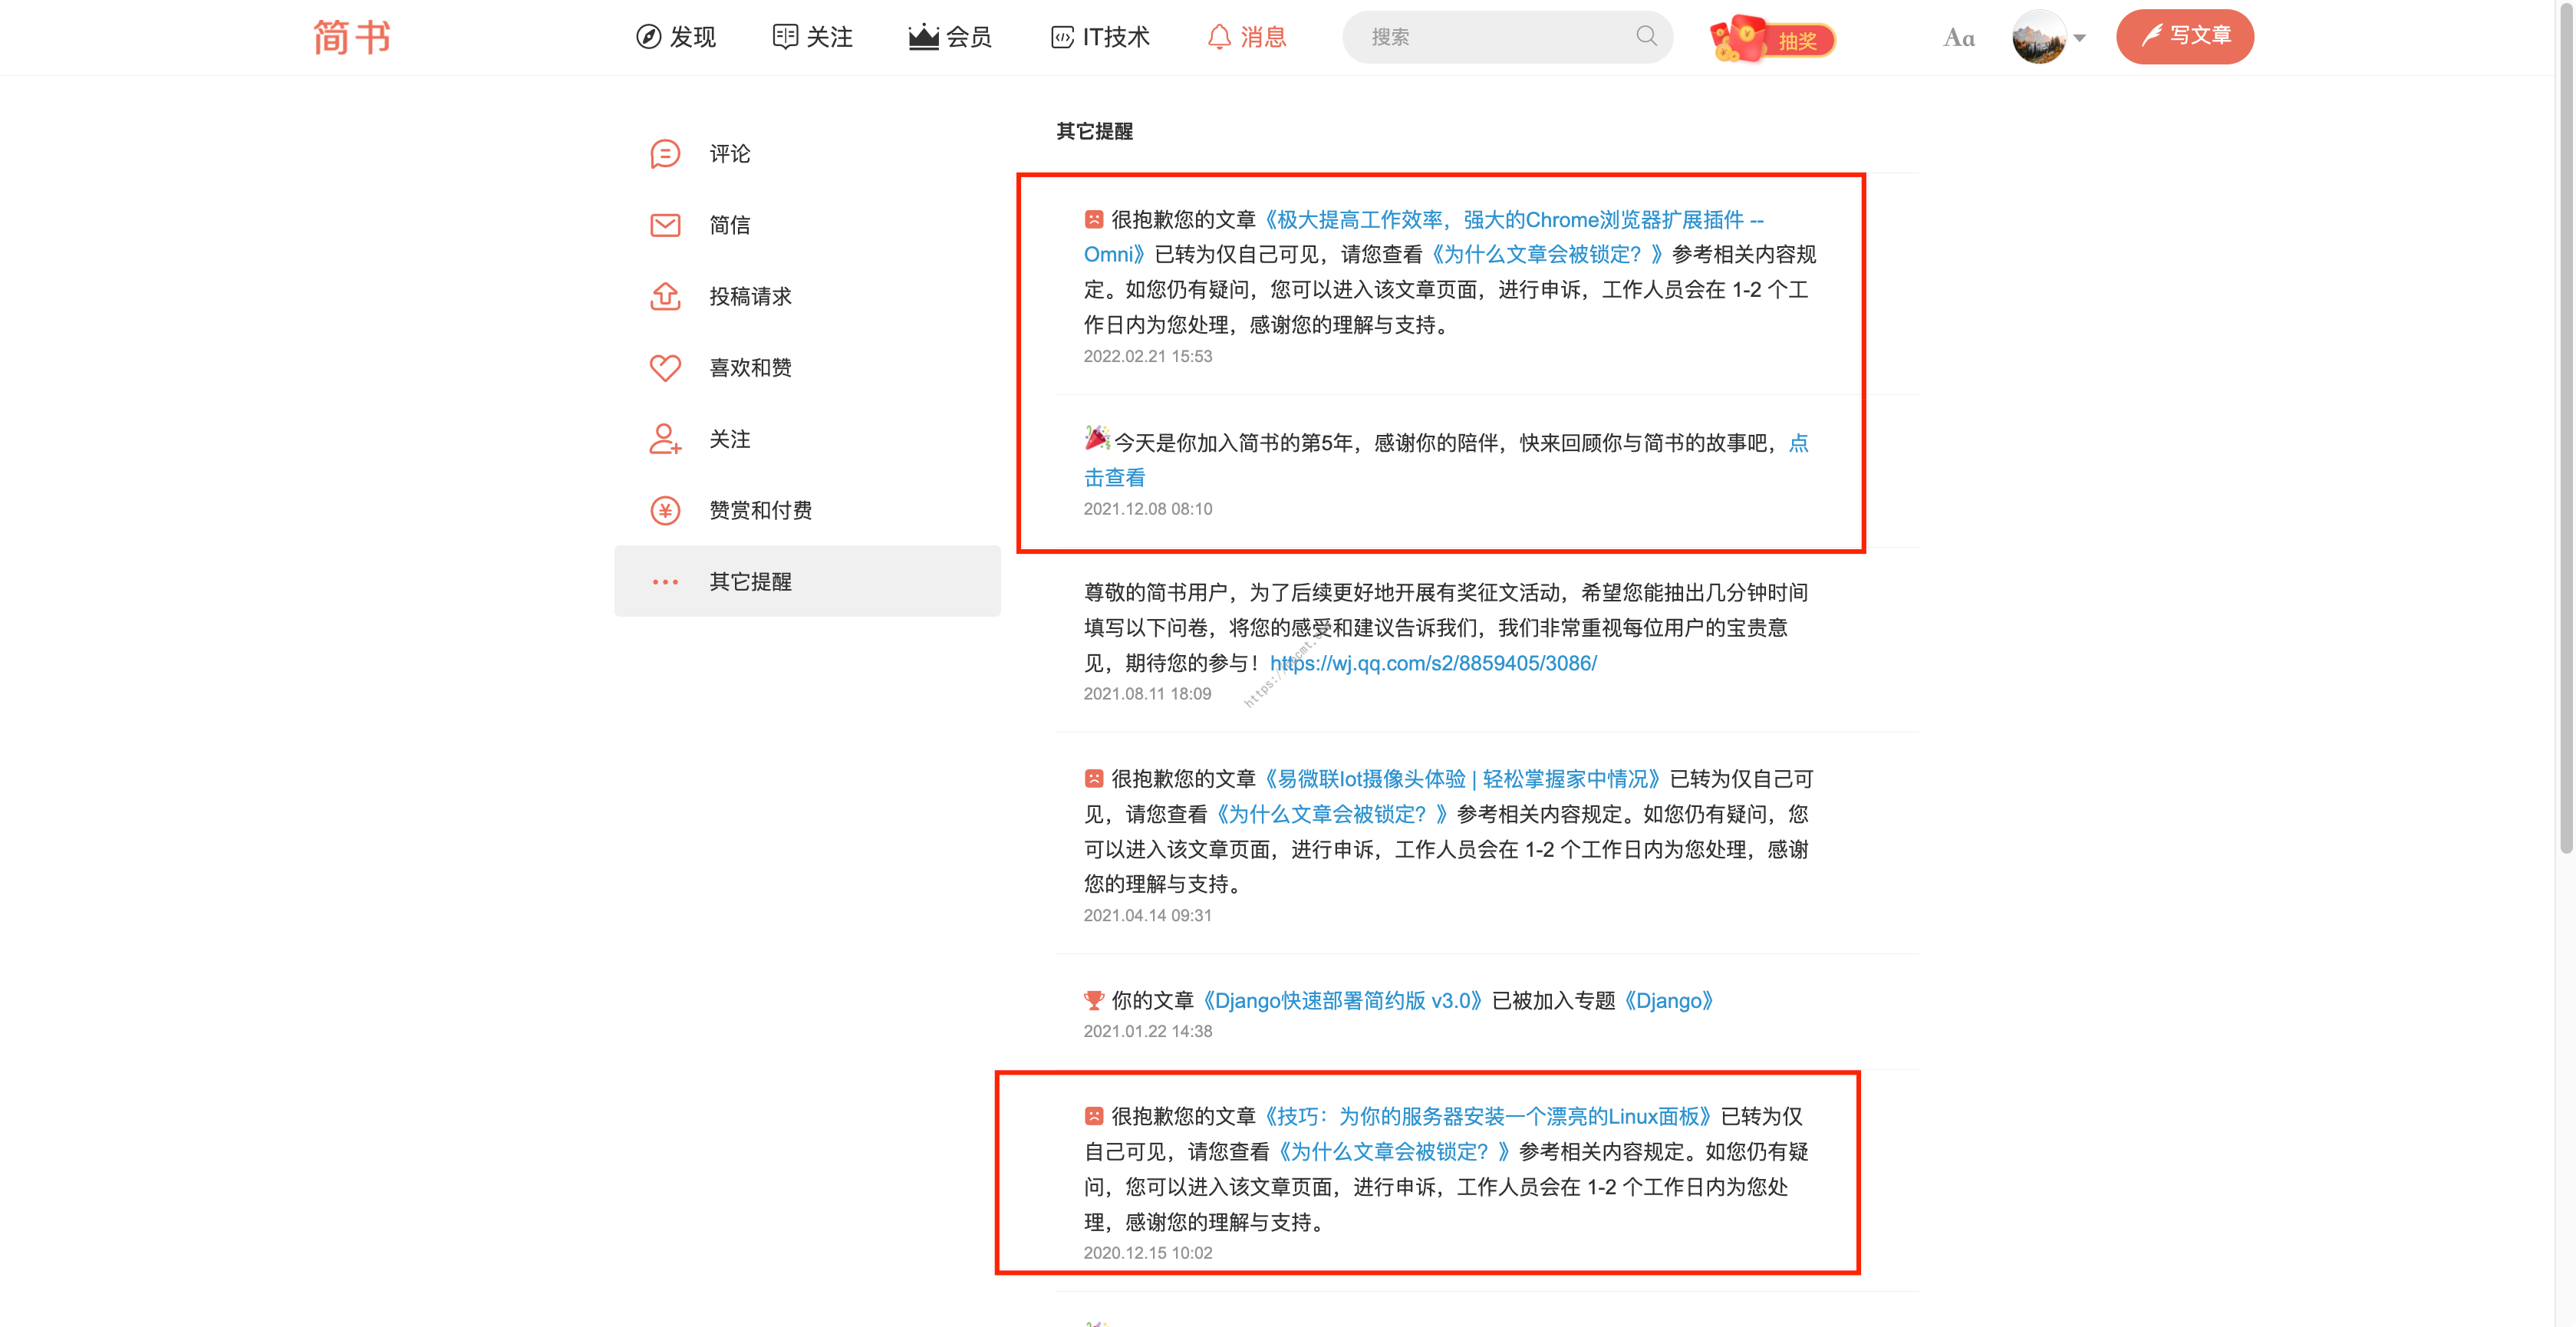 简书
发现
关注
会员
IT技术
消息
搜索
抽奖
Aa
写文章
评论
简信
投稿请求
喜欢和赞
关注
赞赏和付费
其它提醒
其它提醒
很抱歉您的文章《极大提高工作效率，强大的Chrome浏览器扩展插件 --
Omni》已转为仅自己可见，请您查看《为什么文章会被锁定？》参考相关内容规
定。如您仍有疑问，您可以进入该文章页面，进行申诉，工作人员会在 1-2 个工
作日内为您处理，感谢您的理解与支持。
2022.02.21 15:53
今天是你加入简书的第5年，感谢你的陪伴，快来回顾你与简书的故事吧，点
击查看
2021.12.08 08:10
尊敬的简书用户，为了后续更好地开展有奖征文活动，希望您能抽出几分钟时间
填写以下问卷，将您的感受和建议告诉我们，我们非常重视每位用户的宝贵意
见，期待您的参与！https://wj.qq.com/s2/8859405/3086/
2021.08.11 18:09
很抱歉您的文章《易微联Iot摄像头体验 | 轻松掌握家中情况》已转为仅自己可
见，请您查看《为什么文章会被锁定？》参考相关内容规定。如您仍有疑问，您
可以进入该文章页面，进行申诉，工作人员会在 1-2 个工作日内为您处理，感谢
您的理解与支持。
2021.04.14 09:31
你的文章《Django快速部署简约版 v3.0》已被加入专题《Django》
2021.01.22 14:38
很抱歉您的文章《技巧：为你的服务器安装一个漂亮的Linux面板》已转为仅
自己可见，请您查看《为什么文章会被锁定？》参考相关内容规定。如您仍有疑
问，您可以进入该文章页面，进行申诉，工作人员会在 1-2 个工作日内为您处
理，感谢您的理解与支持。
2020.12.15 10:02